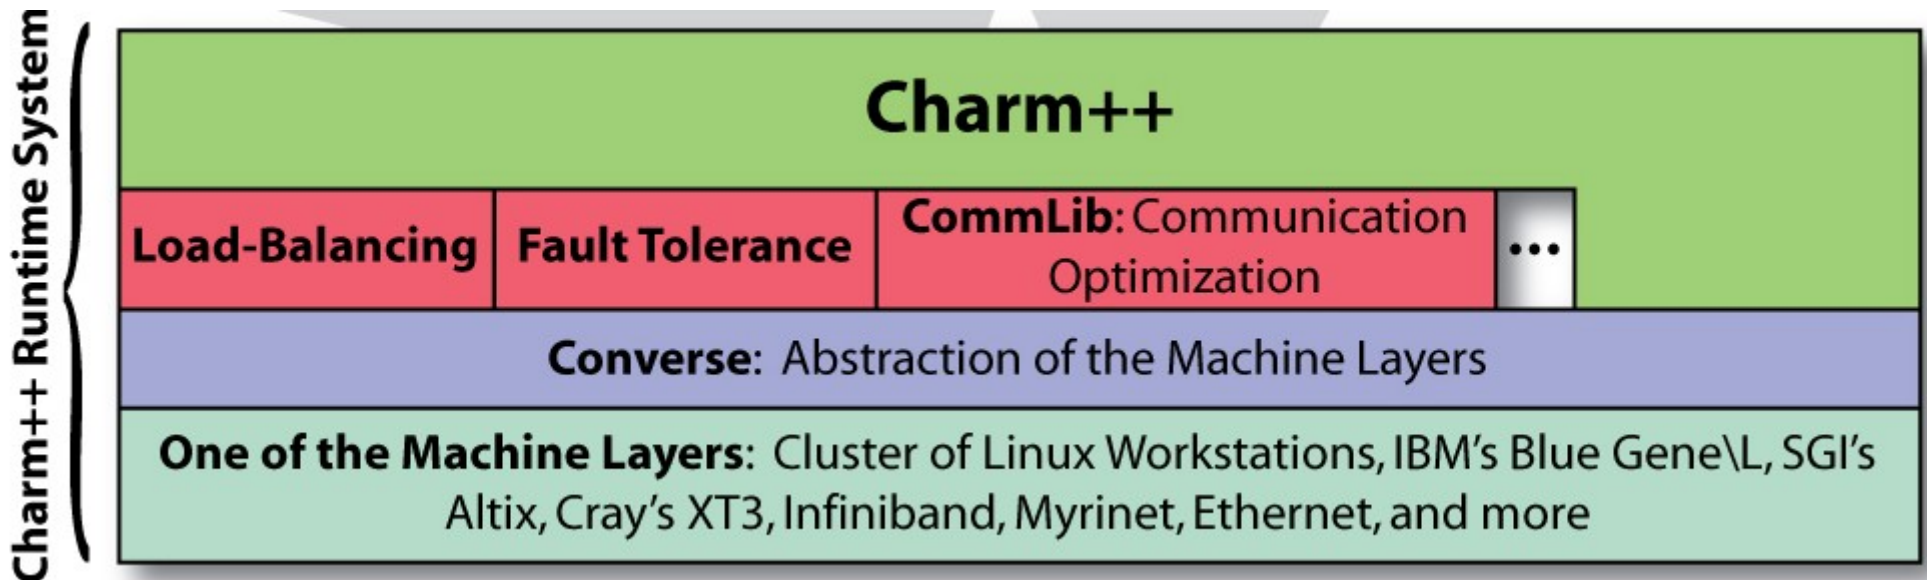 Charm++ Runtime System
Charm++
Load-Balancing
Fault Tolerance
CommLib: Communication
Optimization
...
Converse: Abstraction of the Machine Layers
One of the Machine Layers: Cluster of Linux Workstations, IBM's Blue Gene\L, SGI's
Altix, Cray's XT3, Infiniband, Myrinet, Ethernet, and more